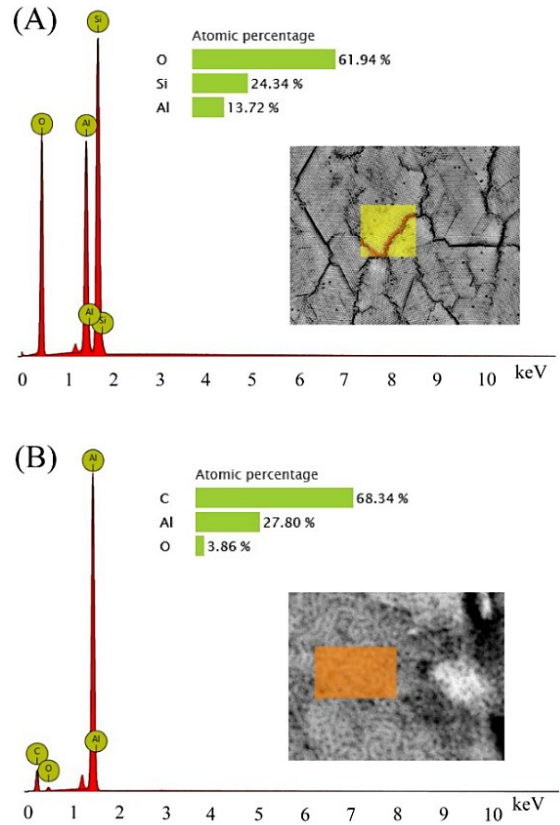 (A)
Si
O
Al
Al
Si
Atomic percentage
O 61.94 %
Si 24.34 %
Al 13.72 %
0 1 2 3 4 5 6 7 8 9 10 keV
(B)
Al
C
O
Al
Atomic percentage
C 68.34 %
Al 27.80 %
O 3.86 %
0 1 2 3 4 5 6 7 8 9 10 keV